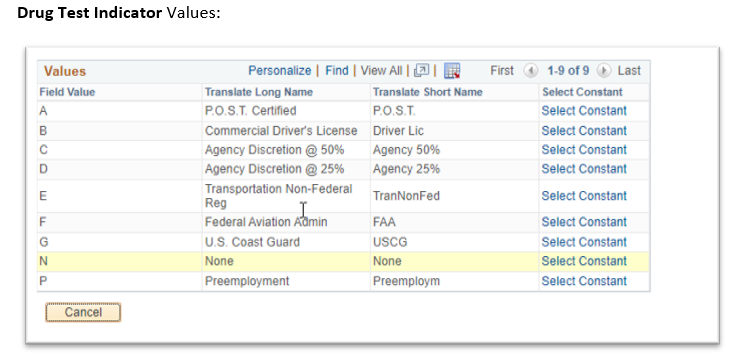 Drug Test Indicator Values:
Values Personalize | Find | View All | | First 1-9 of 9 Last
Field Value Translate Long Name Translate Short Name Select Constant
A P.O.S.T. Certified P.O.S.T. Select Constant
B Commercial Driver's License Driver Lic Select Constant
C Agency Discretion @ 50% Agency 50% Select Constant
D Agency Discretion @ 25% Agency 25% Select Constant
E Transportation Non-Federal Reg TranNonFed Select Constant
F Federal Aviation Admin FAA Select Constant
G U.S. Coast Guard USCG Select Constant
N None None Select Constant
P Preemployment Preemploym Select Constant
Cancel